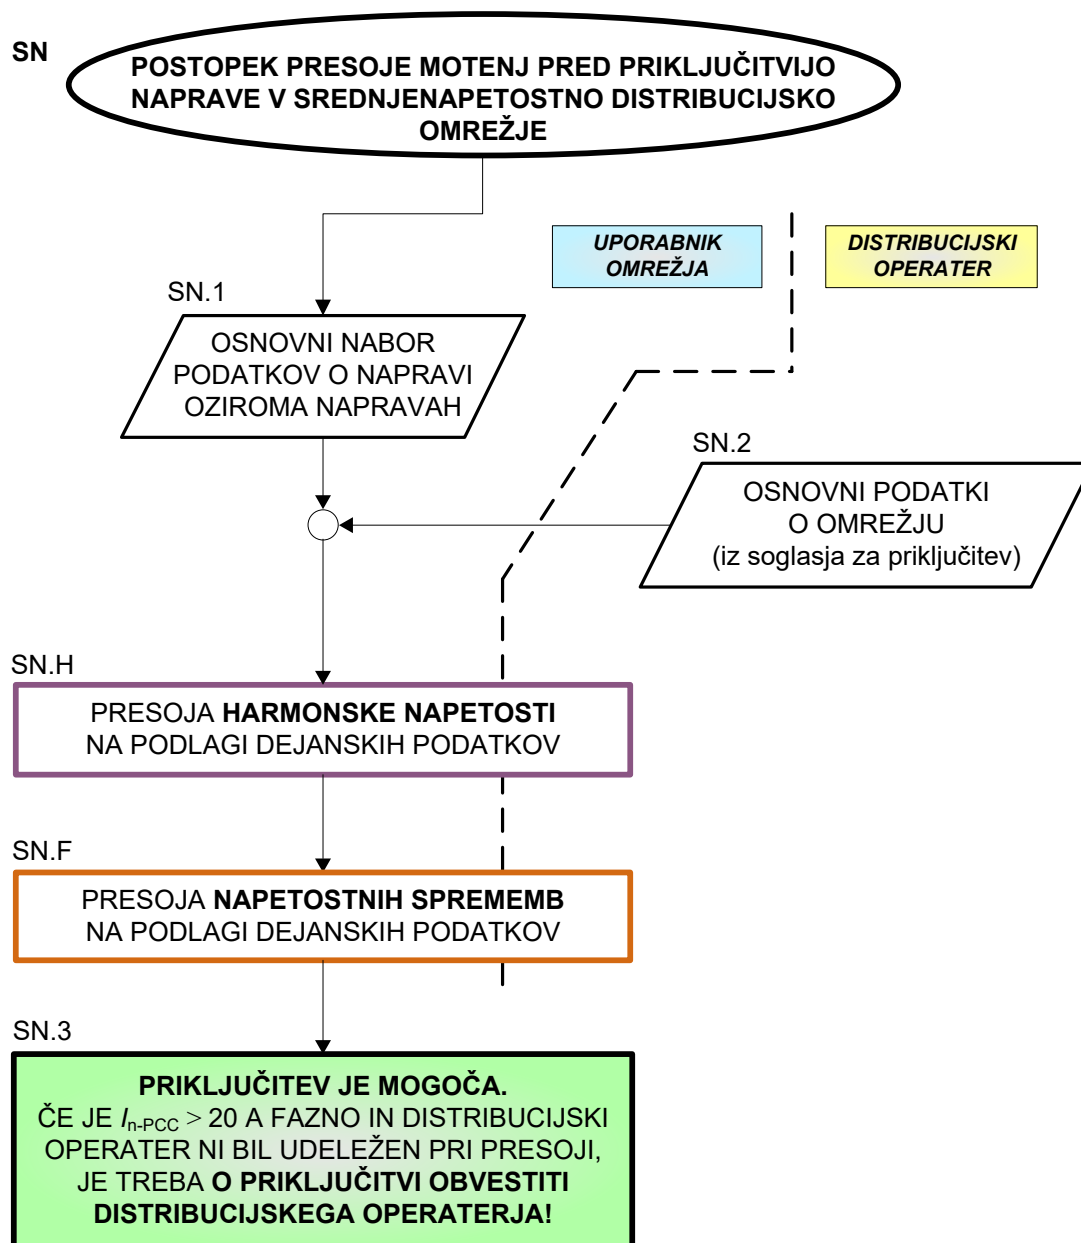 SN
POSTOPEK PRESOJE MOTENJ PRED PRIKLJUČITVIJO
NAPRAVE V SREDNJENAPETOSTNO DISTRIBUCIJSKO
OMREŽJE
UPORABNIK
OMREŽJA
DISTRIBUCIJSKI
OPERATER
SN.1
OSNOVNI NABOR
PODATKOV O NAPRAVI
OZIROMA NAPRAVAH
SN.2
OSNOVNI PODATKI
O OMREŽJU
(iz soglasja za priključitev)
SN.H
PRESOJA HARMONSKE NAPETOSTI
NA PODLAGI DEJANSKIH PODATKOV
SN.F
PRESOJA NAPETOSTNIH SPREMEMB
NA PODLAGI DEJANSKIH PODATKOV
SN.3
PRIKLJUČITEV JE MOGOČA.
ČE JE In-PCC > 20 A FAZNO IN DISTRIBUCIJSKI
OPERATER NI BIL UDELEŽEN PRI PRESOJI,
JE TREBA O PRIKLJUČITVI OBVESTITI
DISTRIBUCIJSKEGA OPERATERJA!